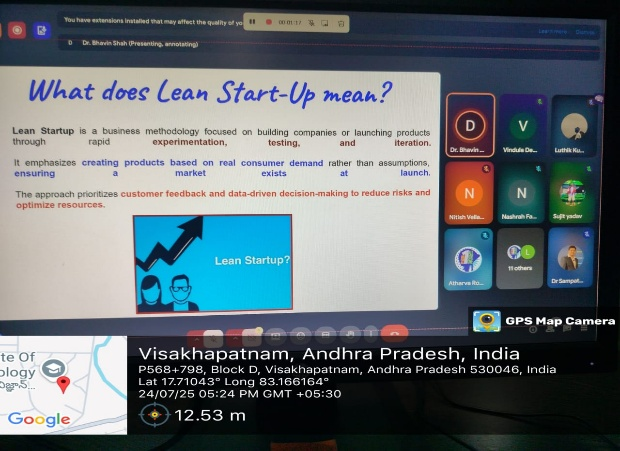 You have extensions installed that may affect the quality of yo
00:01:17
Learn more
Dismiss
D Dr. Bhavin Shah (Presenting, annotating)
What does Lean Start-Up mean?
Lean Startup is a business methodology focused on building companies or launching products
through rapid experimentation, testing, and iteration.
It emphasizes creating products based on real consumer demand rather than assumptions,
ensuring a market exists at launch.
The approach prioritizes customer feedback and data-driven decision-making to reduce risks and
optimize resources.
Lean Startup?
D
Dr. Bhavin ...
V
Vindula De...
Luthik Ku...
N
Nitish Vella...
N
Nashrah Fa...
Sujit yadav
Atharva Ro...
L
11 others
Dr Sampat...
GPS Map Camera
te Of
ology
Google
Visakhapatnam, Andhra Pradesh, India
P568+798, Block D, Visakhapatnam, Andhra Pradesh 530046, India
Lat 17.71043° Long 83.166164°
24/07/25 05:24 PM GMT +05:30
12.53 m